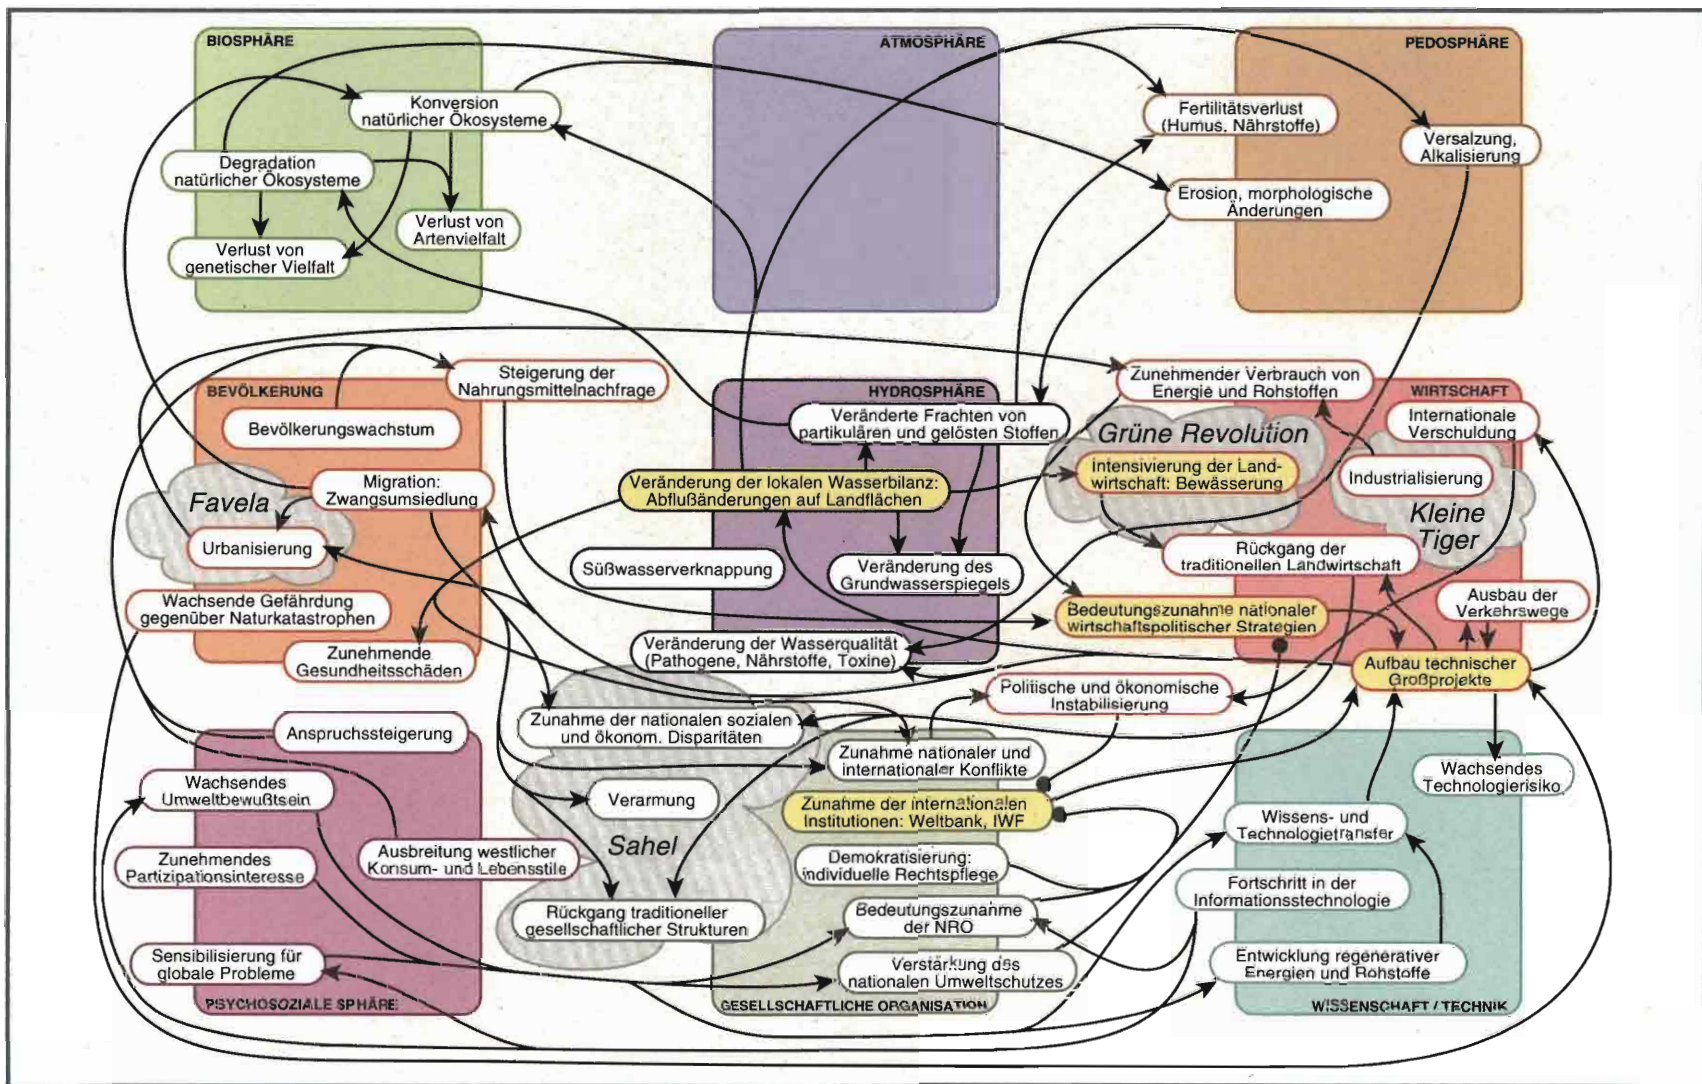 BIOSPHÄRE
Konversion
natürlicher Ökosysteme
Degradation
natürlicher Ökosysteme
Verlust von
Artenvielfalt
Verlust von
genetischer Vielfalt
ATMOSPHÄRE
PEDOSPHÄRE
Fertilitätsverlust
(Humus, Nährstoffe)
Versalzung,
Alkalisierung
Erosion, morphologische
Änderungen
BEVÖLKERUNG
Steigerung der
Nahrungsmittelnachfrage
Bevölkerungswachstum
Migration:
Zwangsumsiedlung
Favela
Urbanisierung
Wachsende Gefährdung
gegenüber Naturkatastrophen
Zunehmende
Gesundheitsschäden
HYDROSPHÄRE
Veränderte Frachten von
partikulären und gelösten Stoffen
Veränderung der lokalen Wasserbilanz:
Abflußänderungen auf Landflächen
Süßwasserverknappung
Veränderung des
Grundwasserspiegels
Veränderung der Wasserqualität
(Pathogene, Nährstoffe, Toxine)
WIRTSCHAFT
Zunehmender Verbrauch von
Energie und Rohstoffen
Internationale
Verschuldung
Grüne Revolution
Intensivierung der Land-
wirtschaft: Bewässerung
Industrialisierung
Kleine
Tiger
Rückgang der
traditionellen Landwirtschaft
Ausbau der
Verkehrswege
Bedeutungszunahme nationaler
wirtschaftspolitischer Strategien
Aufbau technischer
Großprojekte
Politische und ökonomische
Instabilisierung
Anspruchssteigerung
Wachsendes
Umweltbewußtsein
Ausbreitung westlicher
Konsum- und Lebensstile
Zunehmendes
Partizipationsinteresse
Sensibilisierung für
globale Probleme
PSYCHOSOZIALE SPHÄRE
Zunahme der nationalen sozialen
und ökonom. Disparitäten
Verarmung
Sahel
Rückgang traditioneller
gesellschaftlicher Strukturen
Zunahme nationaler und
internationaler Konflikte
Zunahme der internationalen
Institutionen: Weltbank, IWF
Demokratisierung:
individuelle Rechtspflege
Bedeutungszunahme
der NRO
Verstärkung des
nationalen Umweltschutzes
GESELLSCHAFTLICHE ORGANISATION
Wachsendes
Technologierisiko
Wissens- und
Technologietransfer
Fortschritt in der
Informationsstechnologie
Entwicklung regenerativer
Energien und Rohstoffe
WISSENSCHAFT / TECHNIK